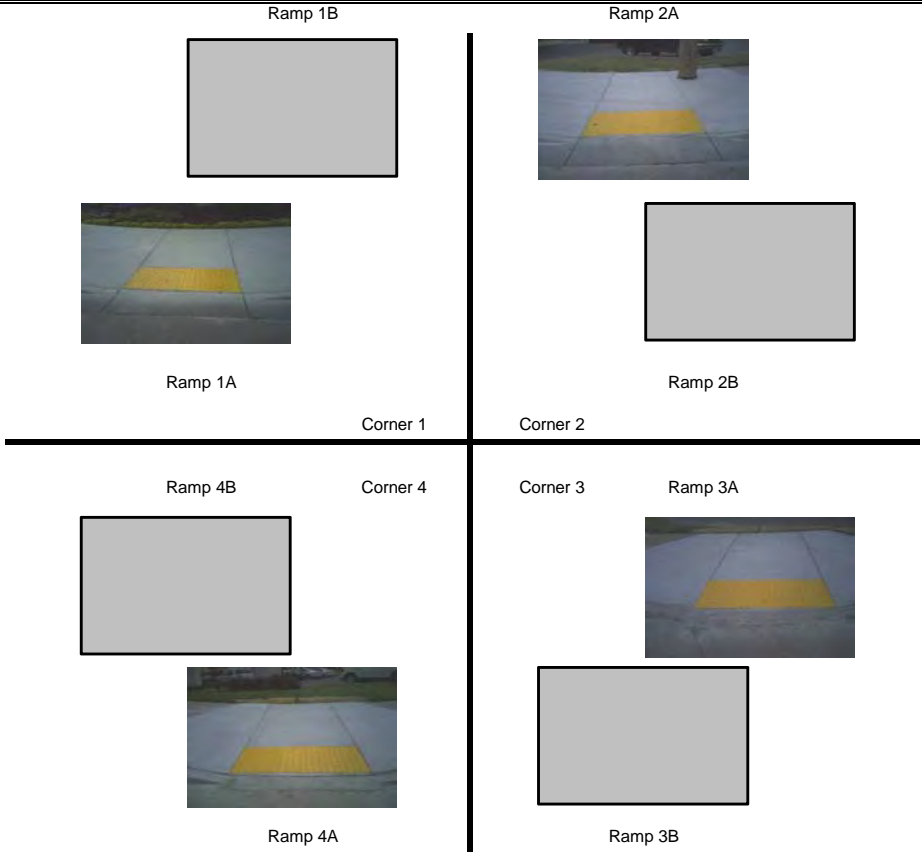 Ramp 1B
Ramp 2A
Ramp 1A
Ramp 2B
Corner 1
Corner 2
Ramp 4B
Corner 4
Corner 3
Ramp 3A
Ramp 4A
Ramp 3B